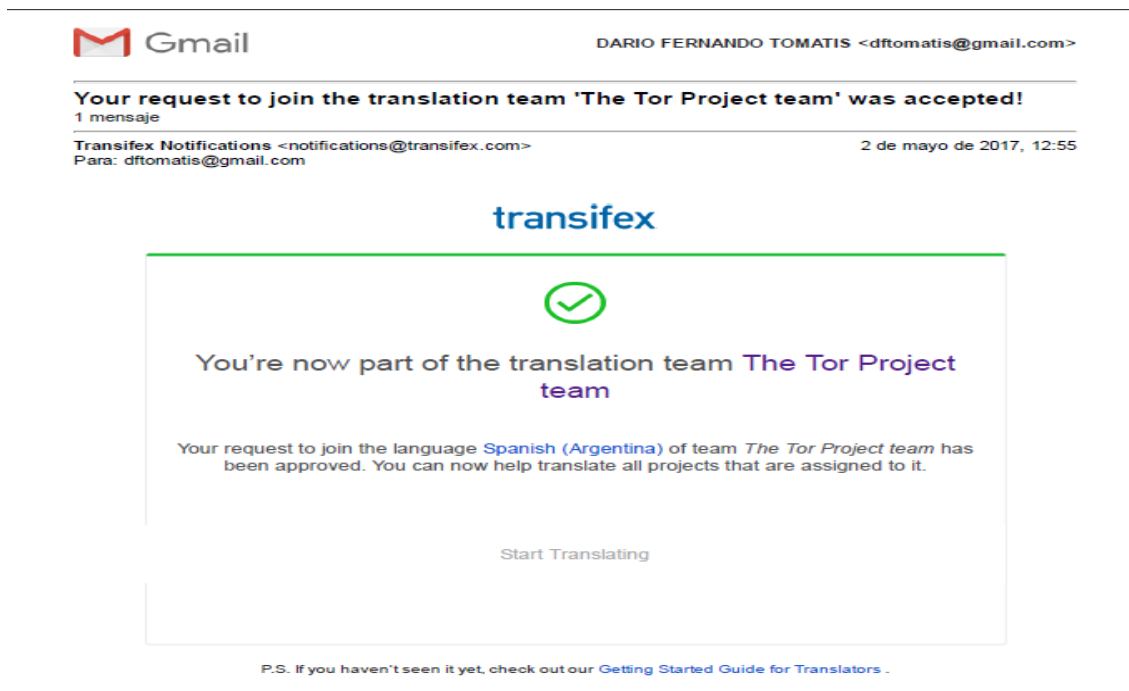 Gmail
DARIO FERNANDO TOMATIS <dftomatis@gmail.com>
Your request to join the translation team 'The Tor Project team' was accepted!
1 mensaje
Transifex Notifications <notifications@transifex.com>
2 de mayo de 2017, 12:55
Para: dftomatis@gmail.com
transifex
You're now part of the translation team The Tor Project
team
Your request to join the language Spanish (Argentina) of team The Tor Project team has
been approved. You can now help translate all projects that are assigned to it.
Start Translating
P.S. If you haven't seen it yet, check out our Getting Started Guide for Translators .